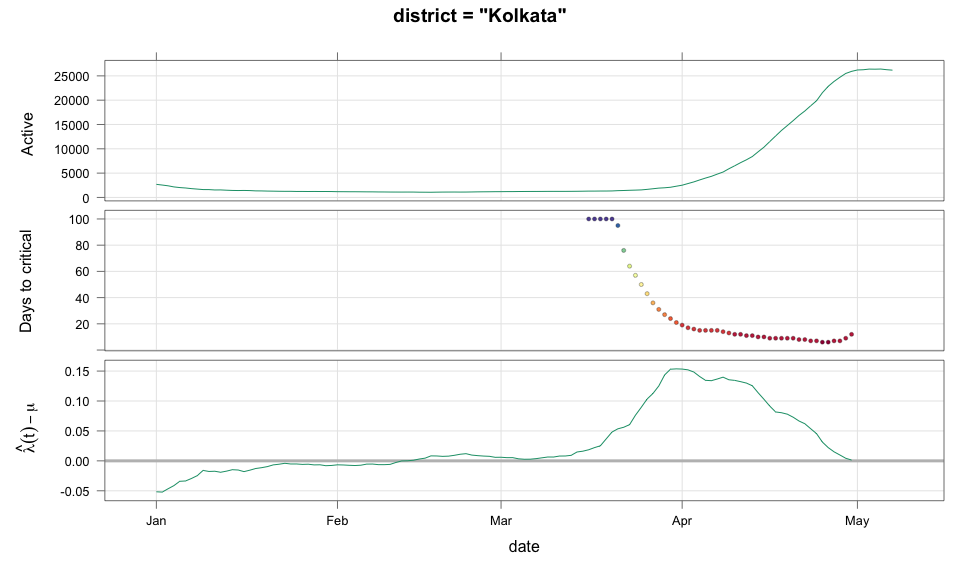 district = "Kolkata"
Active
25000
20000
15000
10000
5000
0
Days to critical
100
80
60
40
20
λ̂(t) − μ
0.15
0.10
0.05
0.00
-0.05
Jan Feb Mar Apr May
date